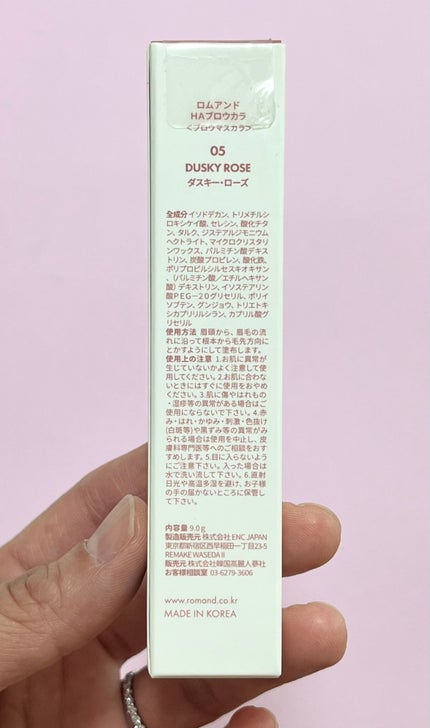 ロムアンド
HAブロウカラ
<ブロウマスカラ>
05
DUSKY ROSE
ダスキー・ローズ
全成分 イソドデカン、トリメチルシ
ロキシケイ酸、セレシン、酸化チタ
ン、タルク、ジステアルジモニウム
ヘクトライト、マイクロクリスタリ
ンワックス、パルミチン酸デキス
トリン、炭酸プロピレン、酸化鉄、
ポリプロピルシルセスキオキサン
、(パルミチン酸/エチルヘキサン
酸)デキストリン、イソステアリン
酸PEG-20グリセリル、ポリイ
ソブテン、グンジョウ、トリエトキ
シカプリリルシラン、カプリル酸グ
リセリル
使用方法 眉頭から、眉毛の流
れに沿って根本から毛先方向に
とかすようにして塗布します。
使用上の注意 1.お肌に異常が
生じていないかよく注意して使
用してください。2.お肌に合わな
いときにはすぐに使用をおやめ
ください。3.肌に傷やはれもの
・湿疹等の異常がある場合はご
使用にならないで下さい。4.赤
み・はれ・かゆみ・刺激・色抜け
(白斑等)や黒ずみ等の異常がみ
られる場合は使用を中止し、皮
膚科専門医等へのご相談をおす
すめします。5.目に入らないよう
にご注意下さい。入った場合は
水で洗い流して下さい。6.直射
日光や高温多湿を避け、お子様
の手の届かないところに保管し
て下さい。
内容量 9.0g
製造販売元 株式会社 ENC JAPAN
東京都新宿区西早稲田一丁目23-5
REMAKE WASEDA II
販売元 株式会社韓国高麗人蔘社
お客様相談室 03-6279-3606
www.romand.co.kr
MADE IN KOREA